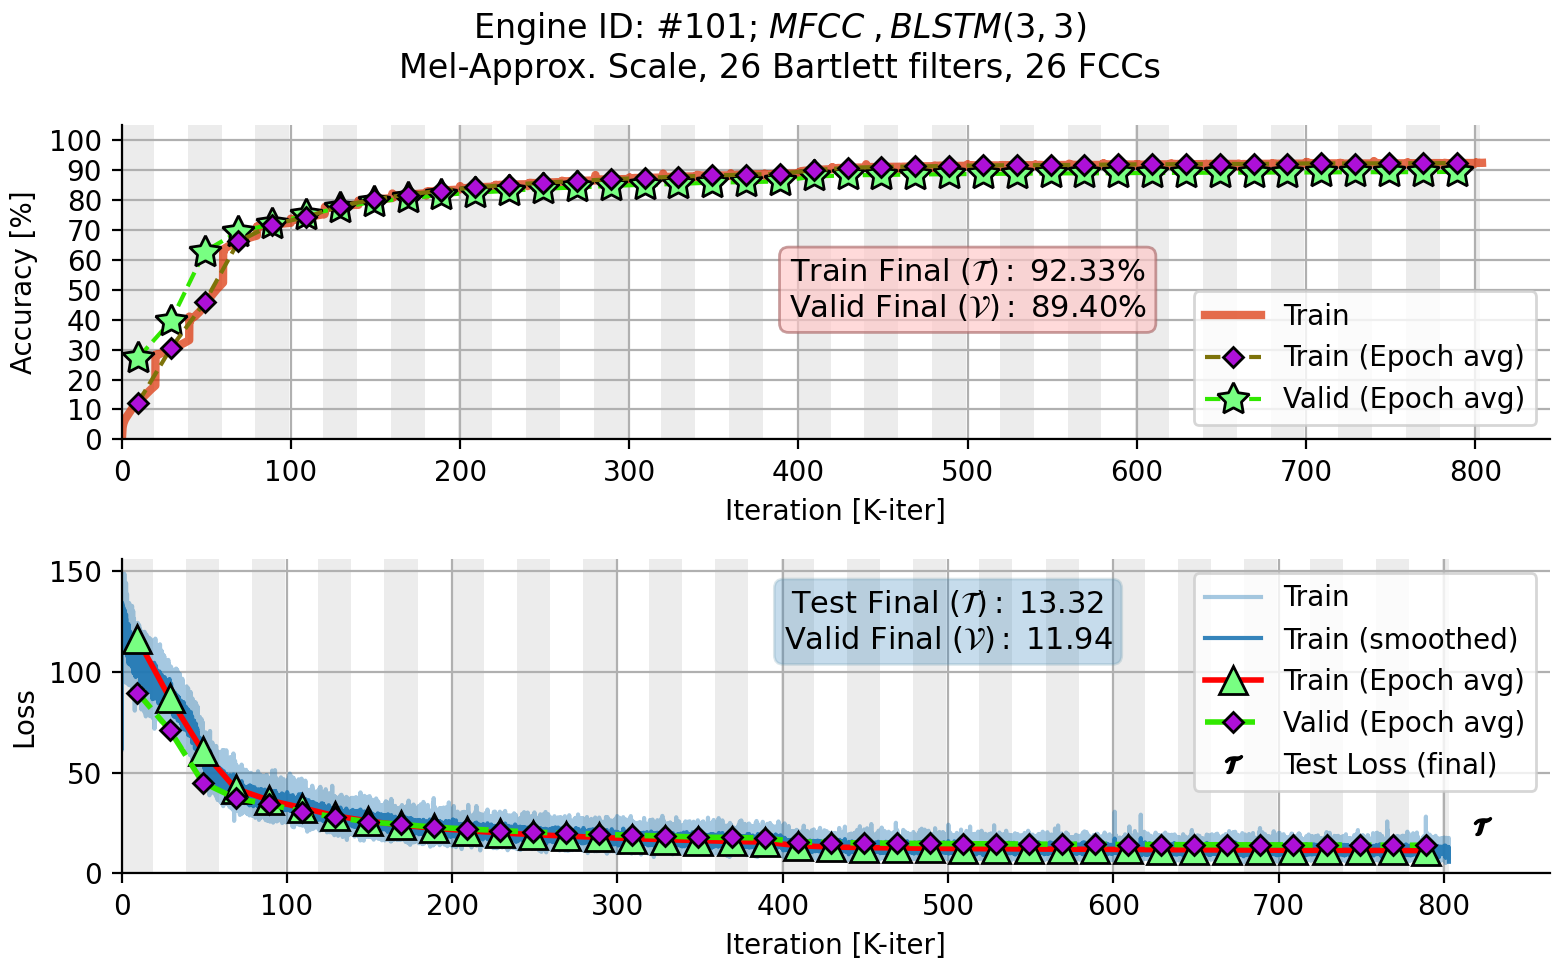 Engine ID: #101; MFCC , BLSTM(3, 3)
Mel-Approx. Scale, 26 Bartlett filters, 26 FCCs
Accuracy [%]
100
90
80
70
60
50
40
30
20
10
0
Train Final (𝒯) : 92.33%
Valid Final (𝒱) : 89.40%
Train
Train (Epoch avg)
Valid (Epoch avg)
0 100 200 300 400 500 600 700 800
Iteration [K-iter]
Loss
150
100
50
0
Test Final (𝒯) : 13.32
Valid Final (𝒱) : 11.94
Train
Train (smoothed)
Train (Epoch avg)
Valid (Epoch avg)
𝒯 Test Loss (final)
𝒯
0 100 200 300 400 500 600 700 800
Iteration [K-iter]